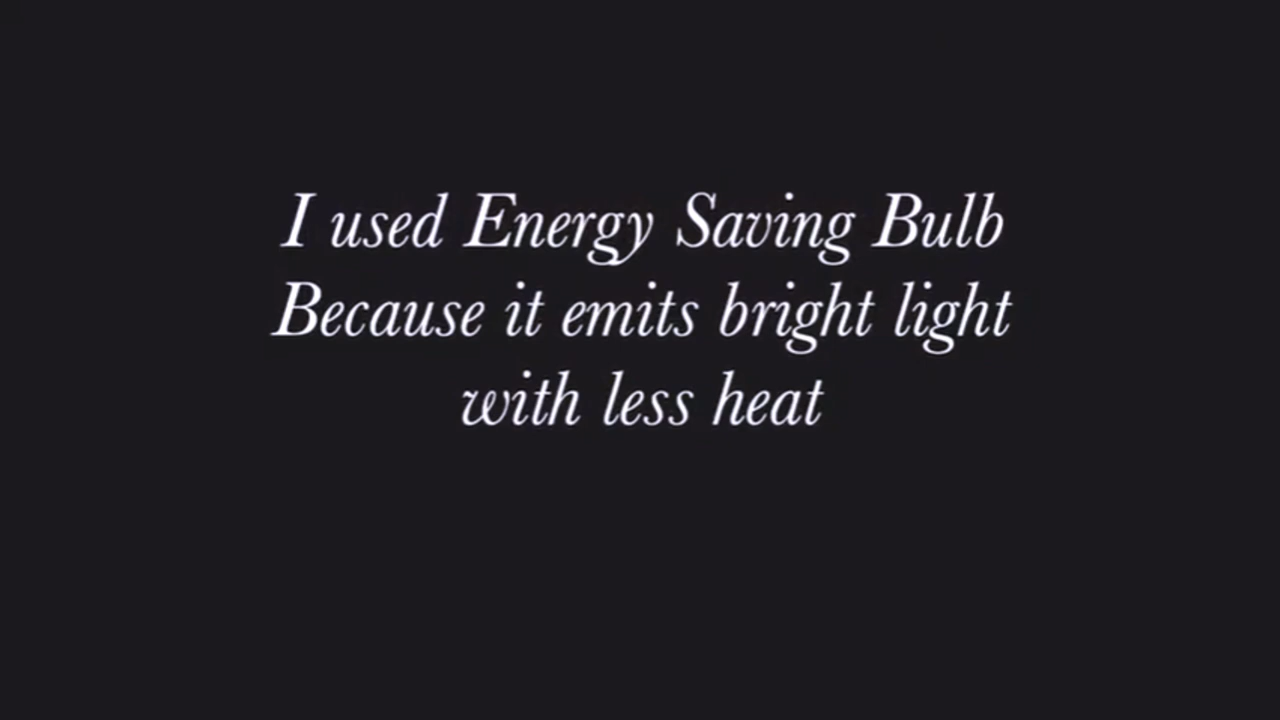 I used Energy Saving Bulb
Because it emits bright light
with less heat